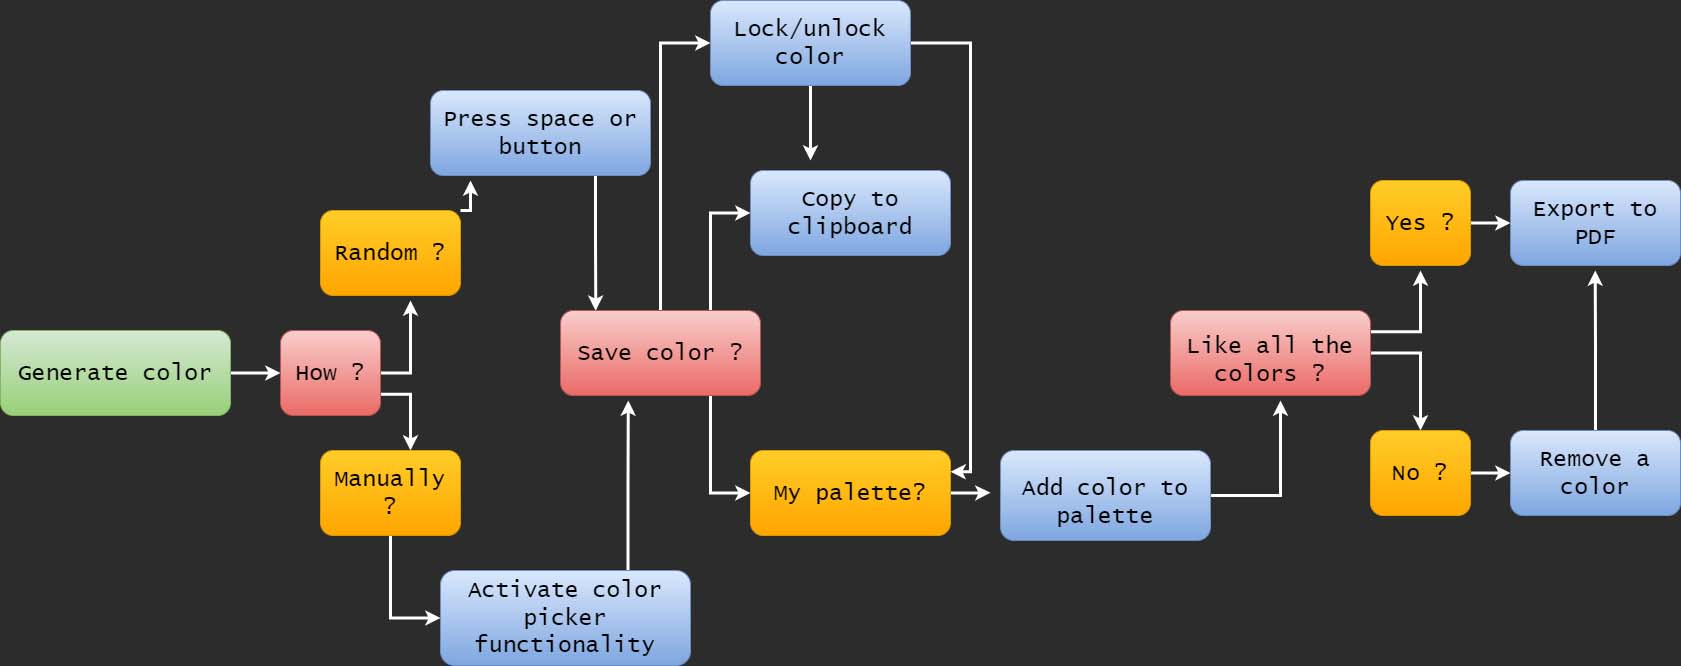 Generate color
How ?
Random ?
Manually
?
Press space or
button
Activate color
picker
functionality
Save color ?
Lock/unlock
color
Copy to
clipboard
My palette?
Add color to
palette
Like all the
colors ?
Yes ?
No ?
Export to
PDF
Remove a
color